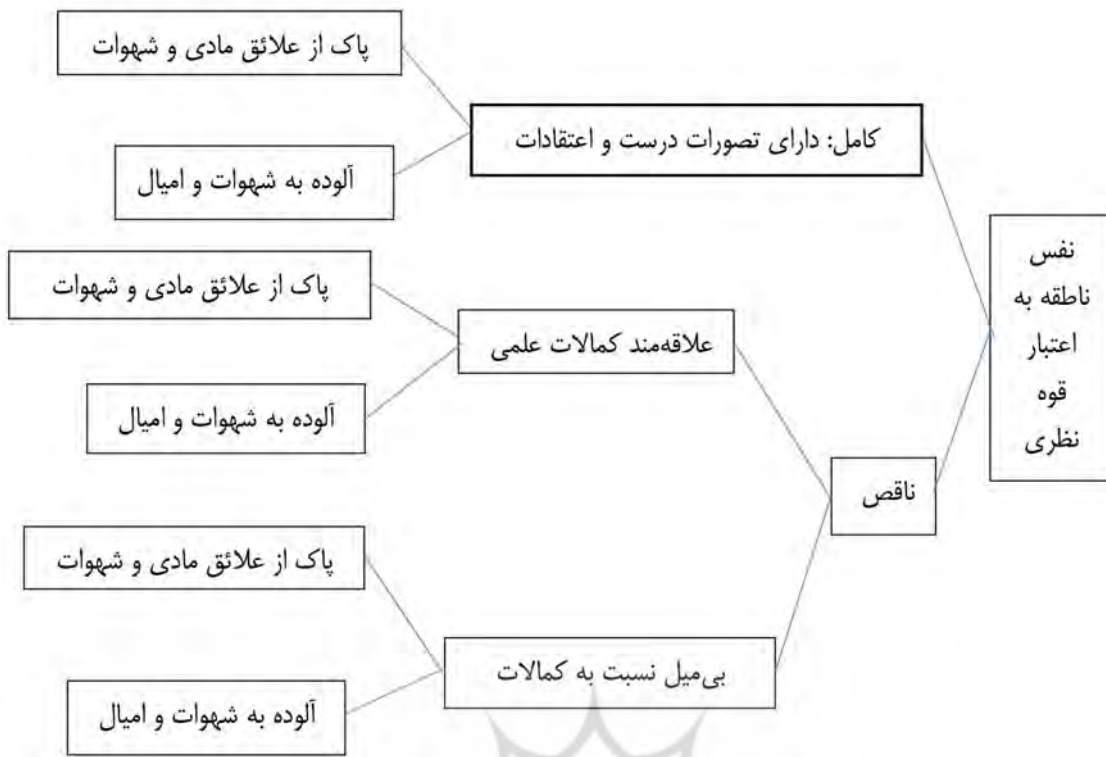 نفس
ناطقه به
اعتبار
قوه
نظری
کامل: دارای تصورات درست و اعتقادات
پاک از علائق مادی و شهوات
آلوده به شهوات و امیال
ناقص
علاقه‌مند کمالات علمی
پاک از علائق مادی و شهوات
آلوده به شهوات و امیال
بی‌میل نسبت به کمالات
پاک از علائق مادی و شهوات
آلوده به شهوات و امیال